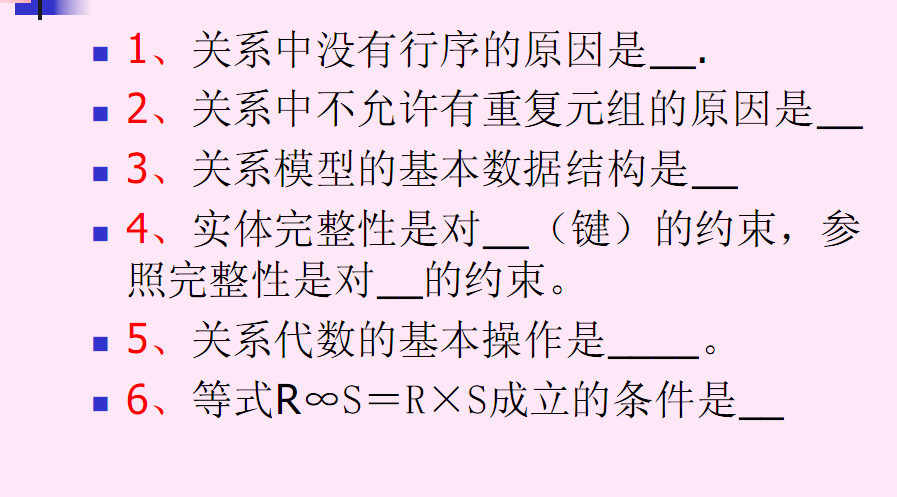 1、关系中没有行序的原因是__.
2、关系中不允许有重复元组的原因是__
3、关系模型的基本数据结构是__
4、实体完整性是对__（键）的约束，参
照完整性是对__的约束。
5、关系代数的基本操作是____。
6、等式R∞S＝R×S成立的条件是__